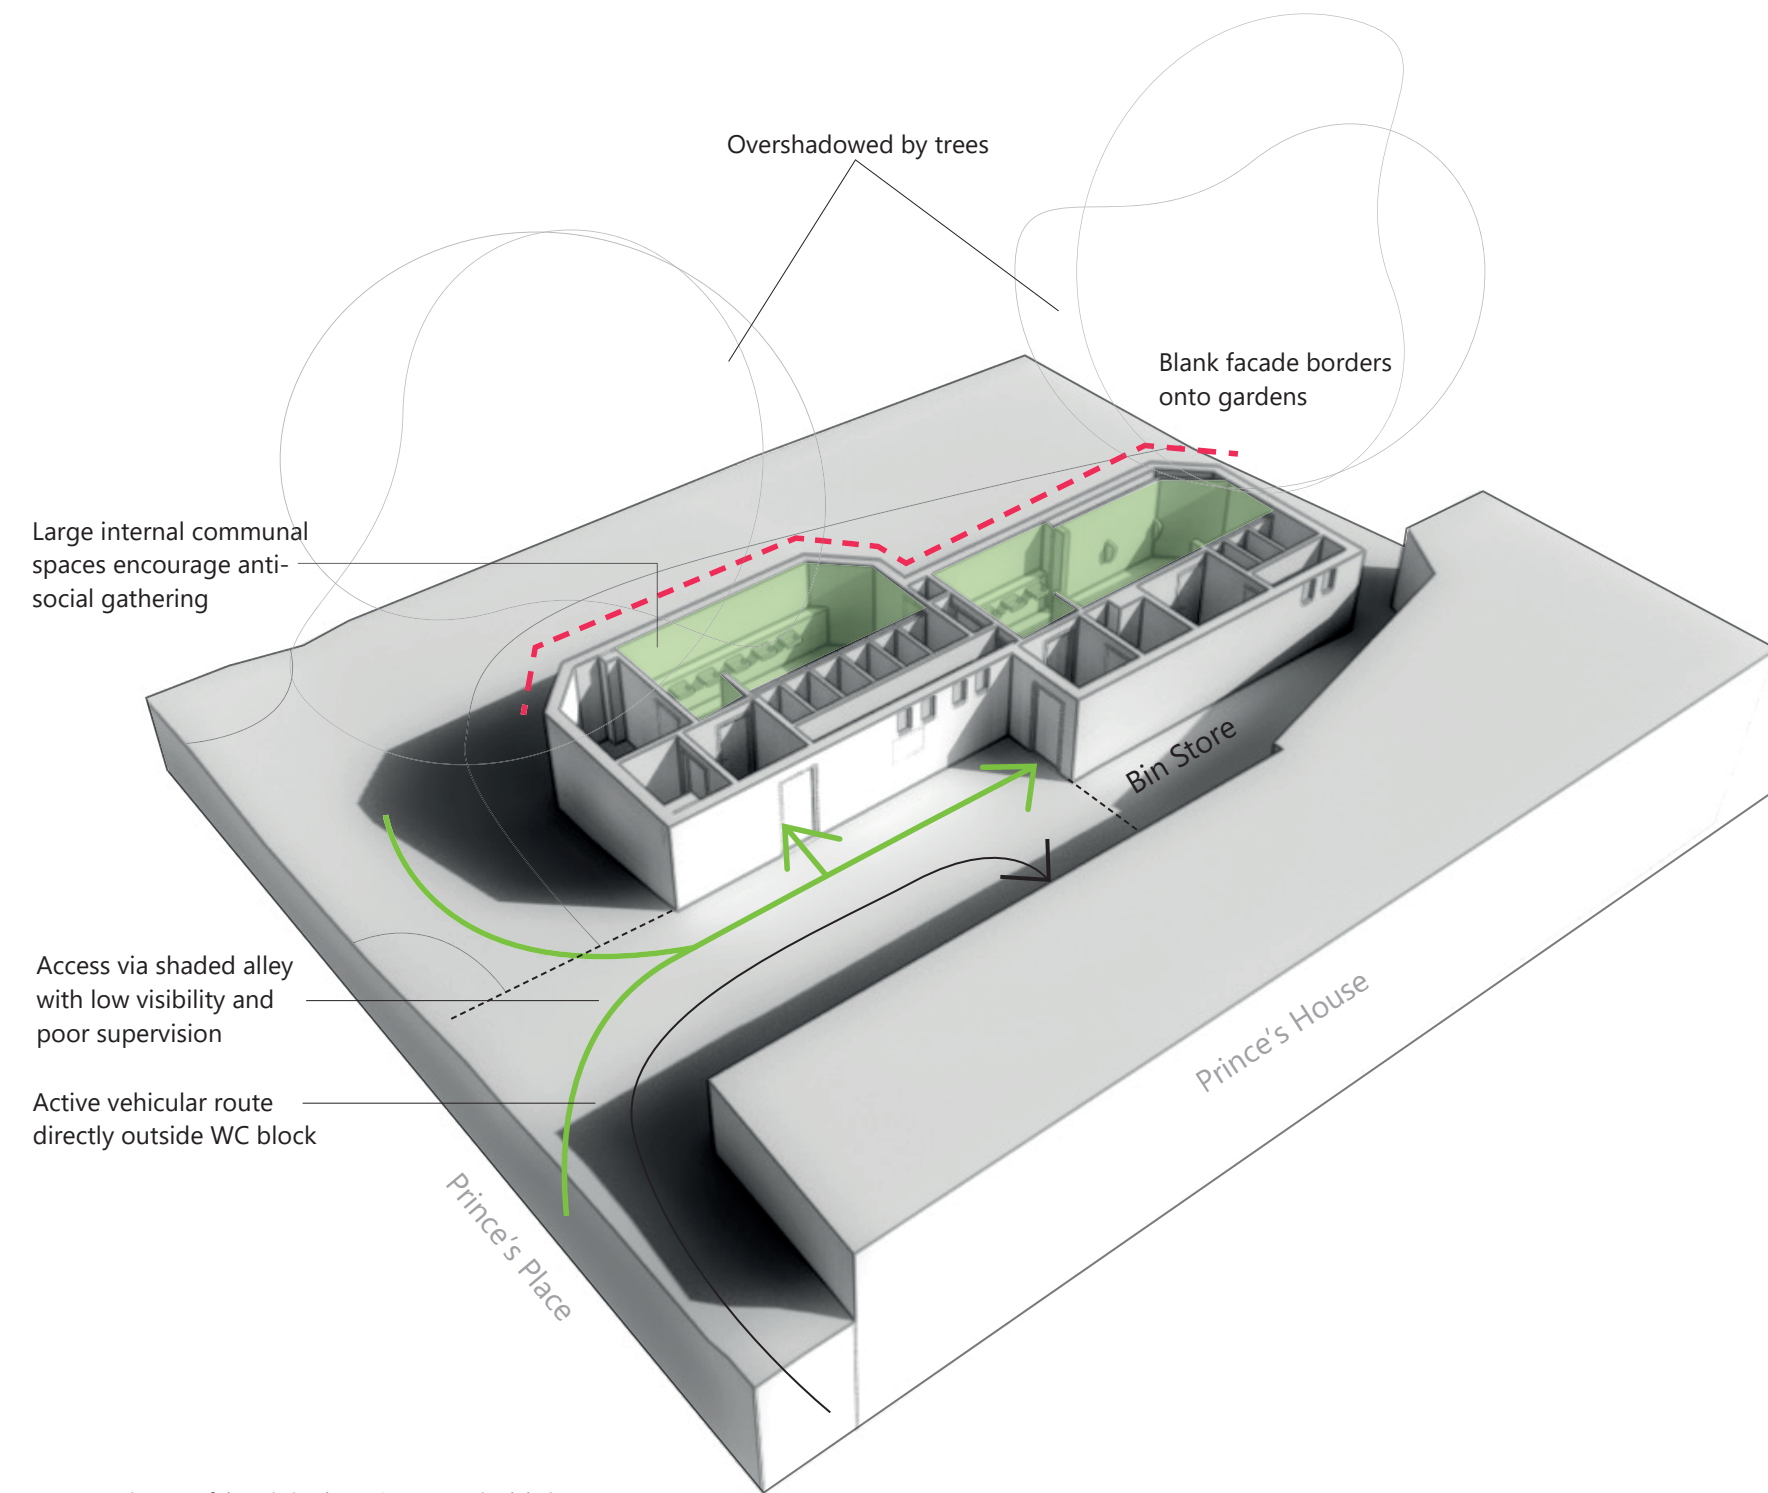 Overshadowed by trees
Blank facade borders
onto gardens
Large internal communal
spaces encourage anti-
social gathering
Bin Store
Access via shaded alley
with low visibility and
poor supervision
Prince's House
Active vehicular route
directly outside WC block
Prince's Place